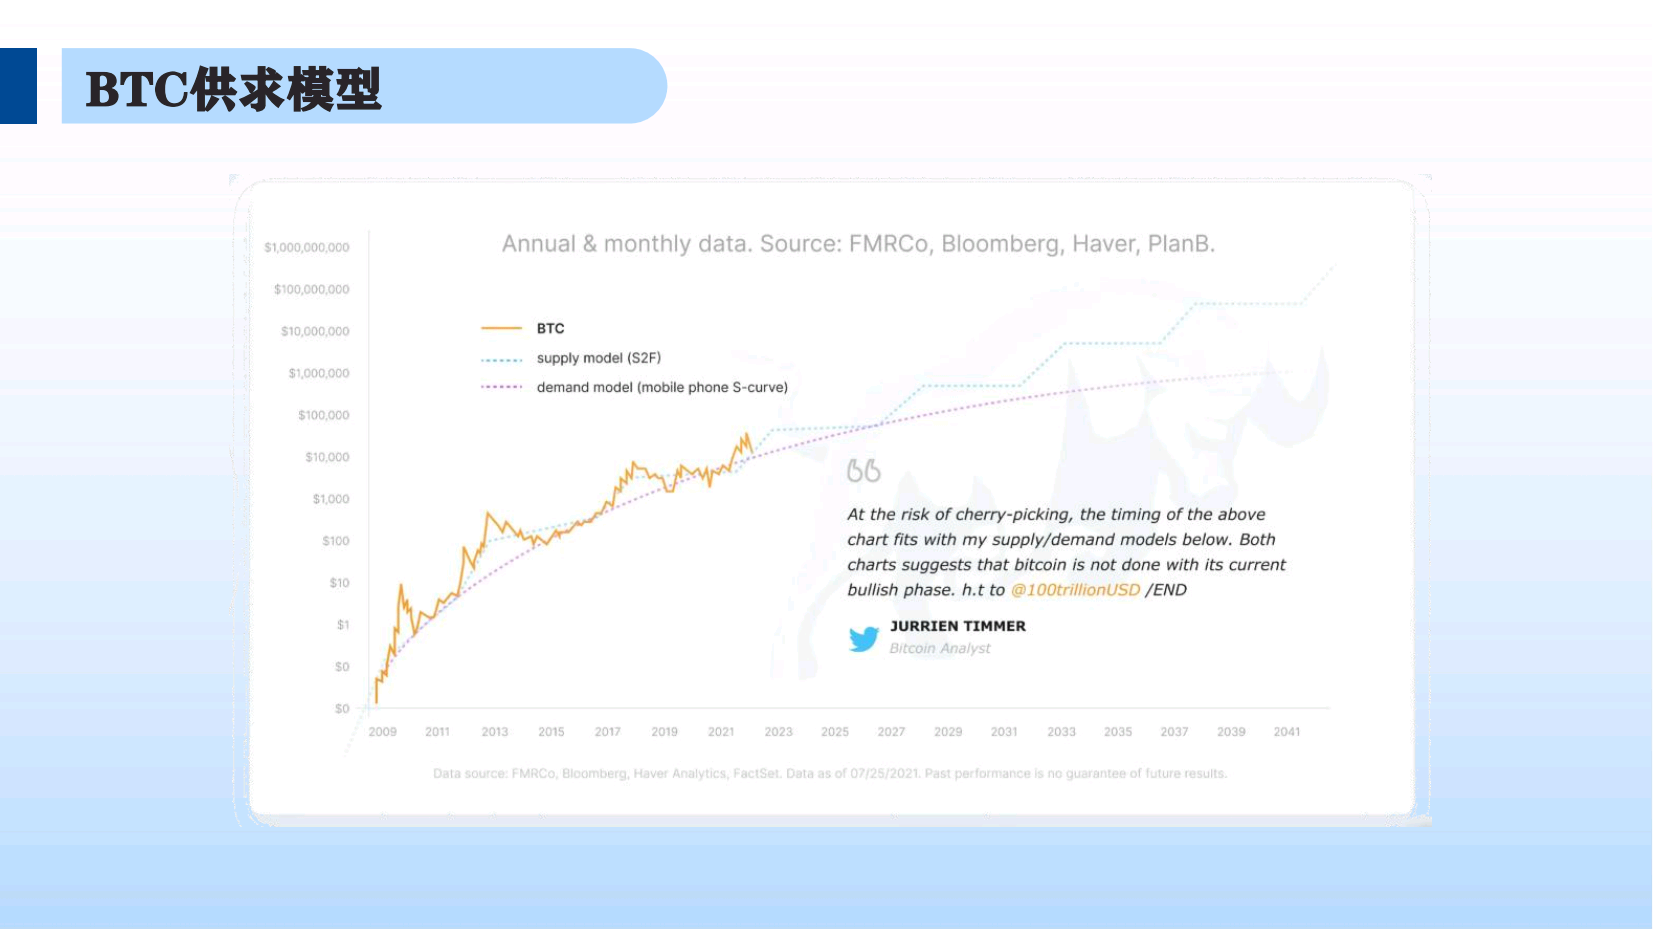 BTC供求模型
Annual & monthly data. Source: FMRCo, Bloomberg, Haver, PlanB.
$1,000,000,000
$100,000,000
$10,000,000
$1,000,000
$100,000
$10,000
$1,000
$100
$10
$1
$0
$0
BTC
supply model (S2F)
demand model (mobile phone S-curve)
At the risk of cherry-picking, the timing of the above
chart fits with my supply/demand models below. Both
charts suggests that bitcoin is not done with its current
bullish phase. h.t to @100trillionUSD /END
JURRIEN TIMMER
Bitcoin Analyst
2009 2011 2013 2015 2017 2019 2021 2023 2025 2027 2029 2031 2033 2035 2037 2039 2041
Data source: FMRCo, Bloomberg, Haver Analytics, FactSet. Data as of 07/25/2021. Past performance is no guarantee of future results.